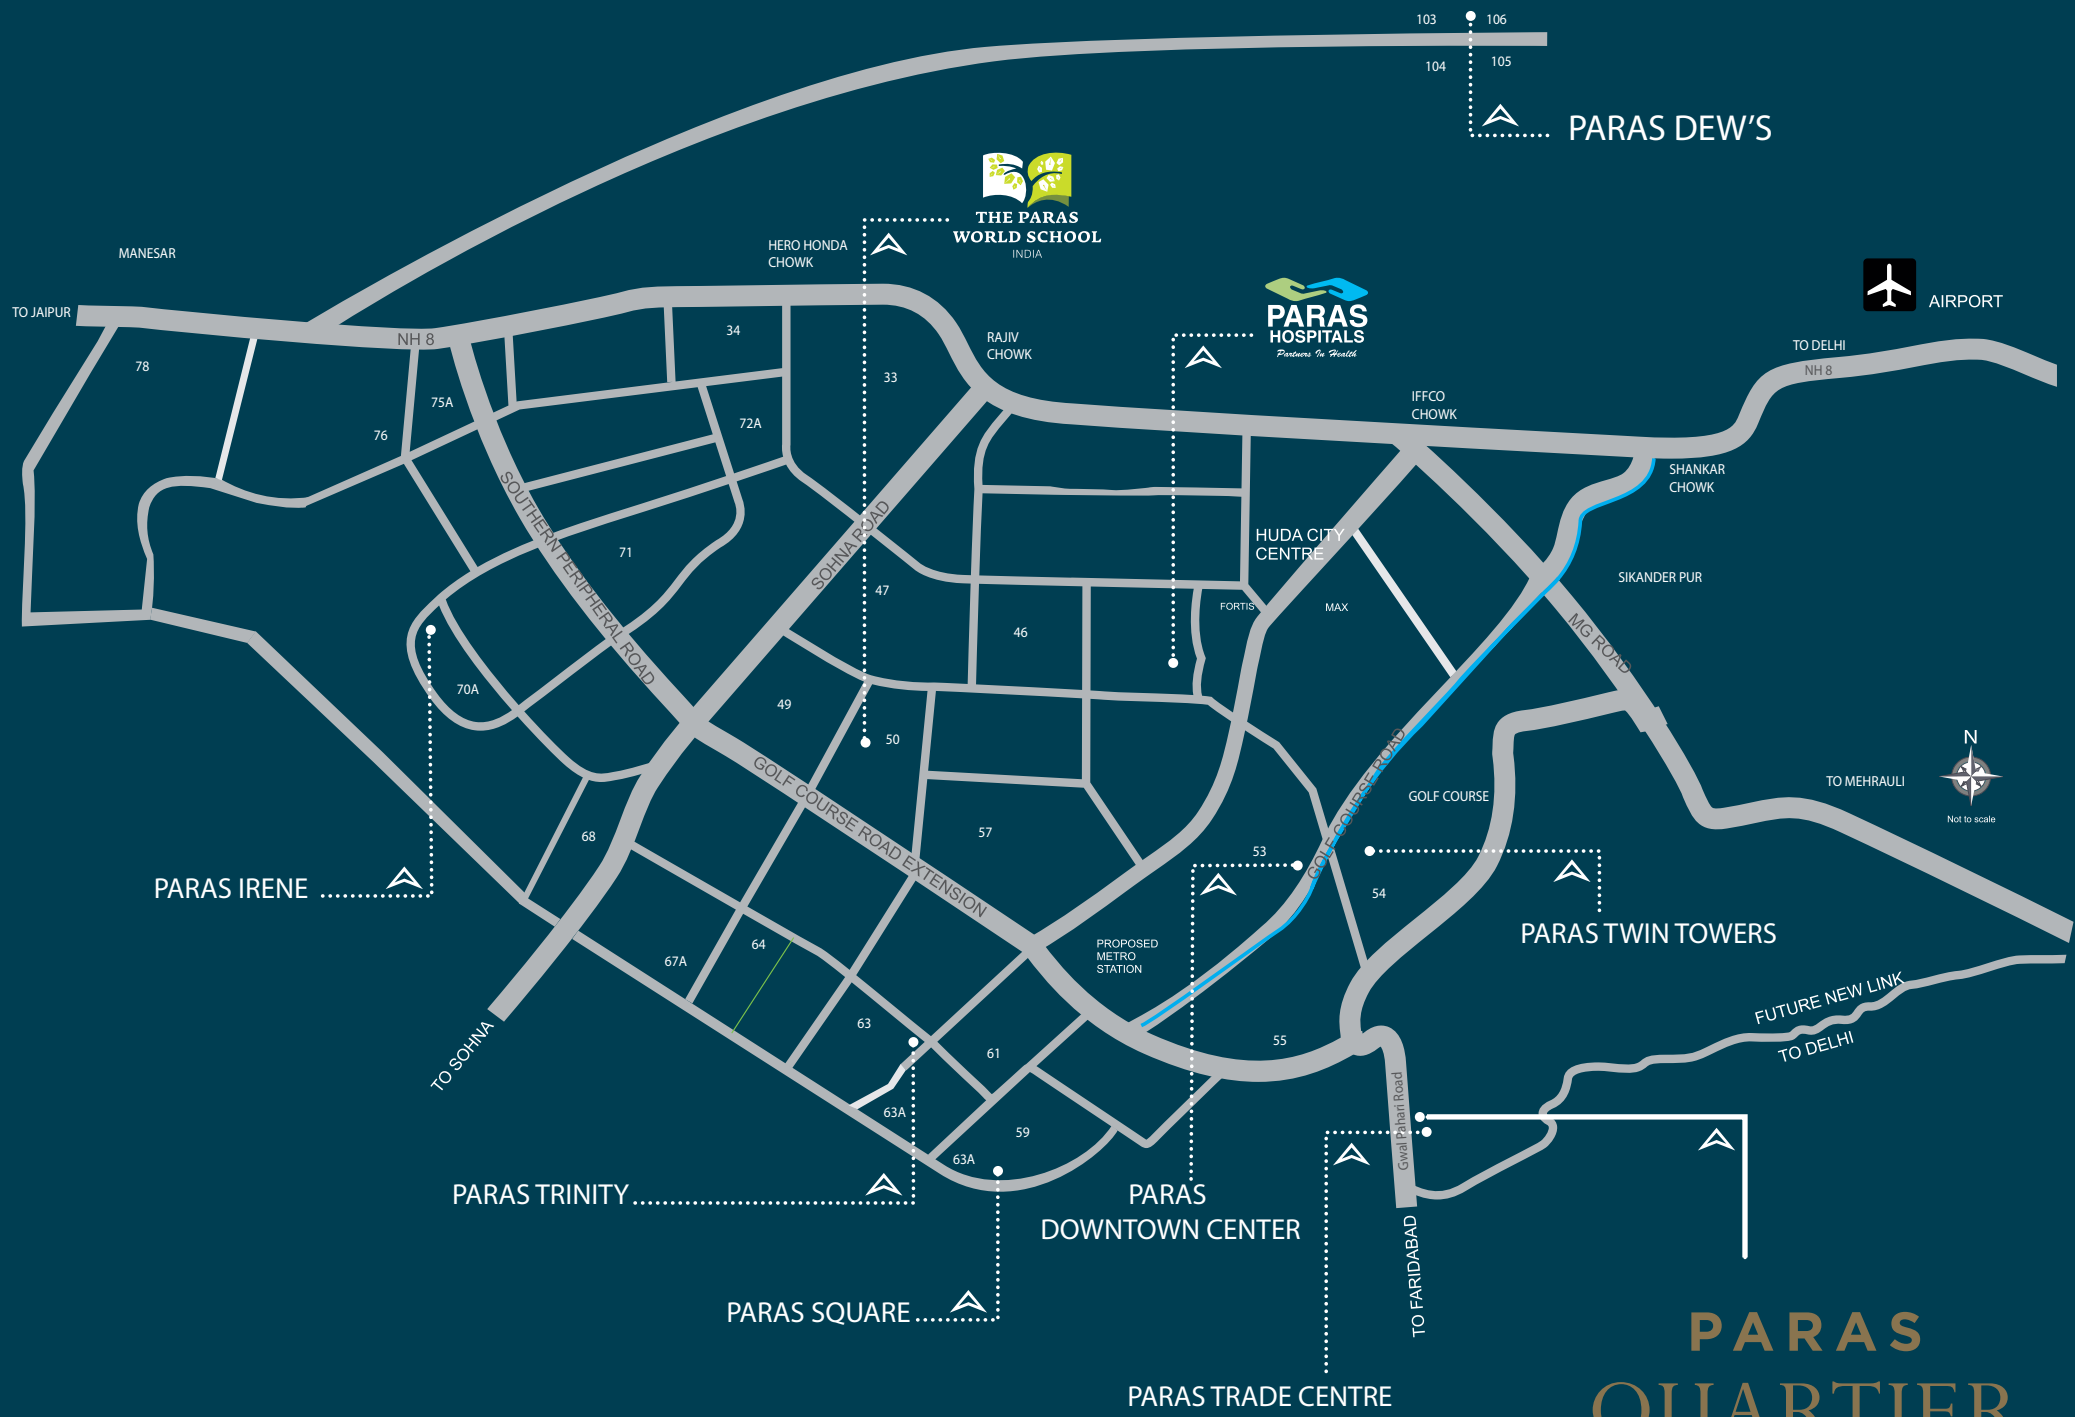 103
106
104
105
PARAS DEW'S
THE PARAS
WORLD SCHOOL
INDIA
HERO HONDA
CHOWK
MANESAR
TO JAIPUR
NH 8
PARAS
HOSPITALS
Partners In Health
AIRPORT
TO DELHI
NH 8
RAJIV
CHOWK
34
33
78
75A
76
72A
IFFCO
CHOWK
SHANKAR
CHOWK
SOUTHERN PERIPHERAL ROAD
SOHNA ROAD
HUDA CITY
CENTRE
71
47
46
FORTIS
MAX
SIKANDER PUR
MG ROAD
70A
49
50
N
Not to scale
TO MEHRAULI
GOLF COURSE
GOLF COURSE ROAD
GOLF COURSE ROAD EXTENSION
68
57
53
54
PARAS IRENE
PARAS TWIN TOWERS
64
67A
PROPOSED
METRO
STATION
FUTURE NEW LINK
TO DELHI
63
61
55
TO SOHNA
63A
59
63A
Gwal Pahari Road
PARAS TRINITY
PARAS
DOWNTOWN CENTER
TO FARIDABAD
PARAS SQUARE
PARAS TRADE CENTRE
PARAS
QUARTIER